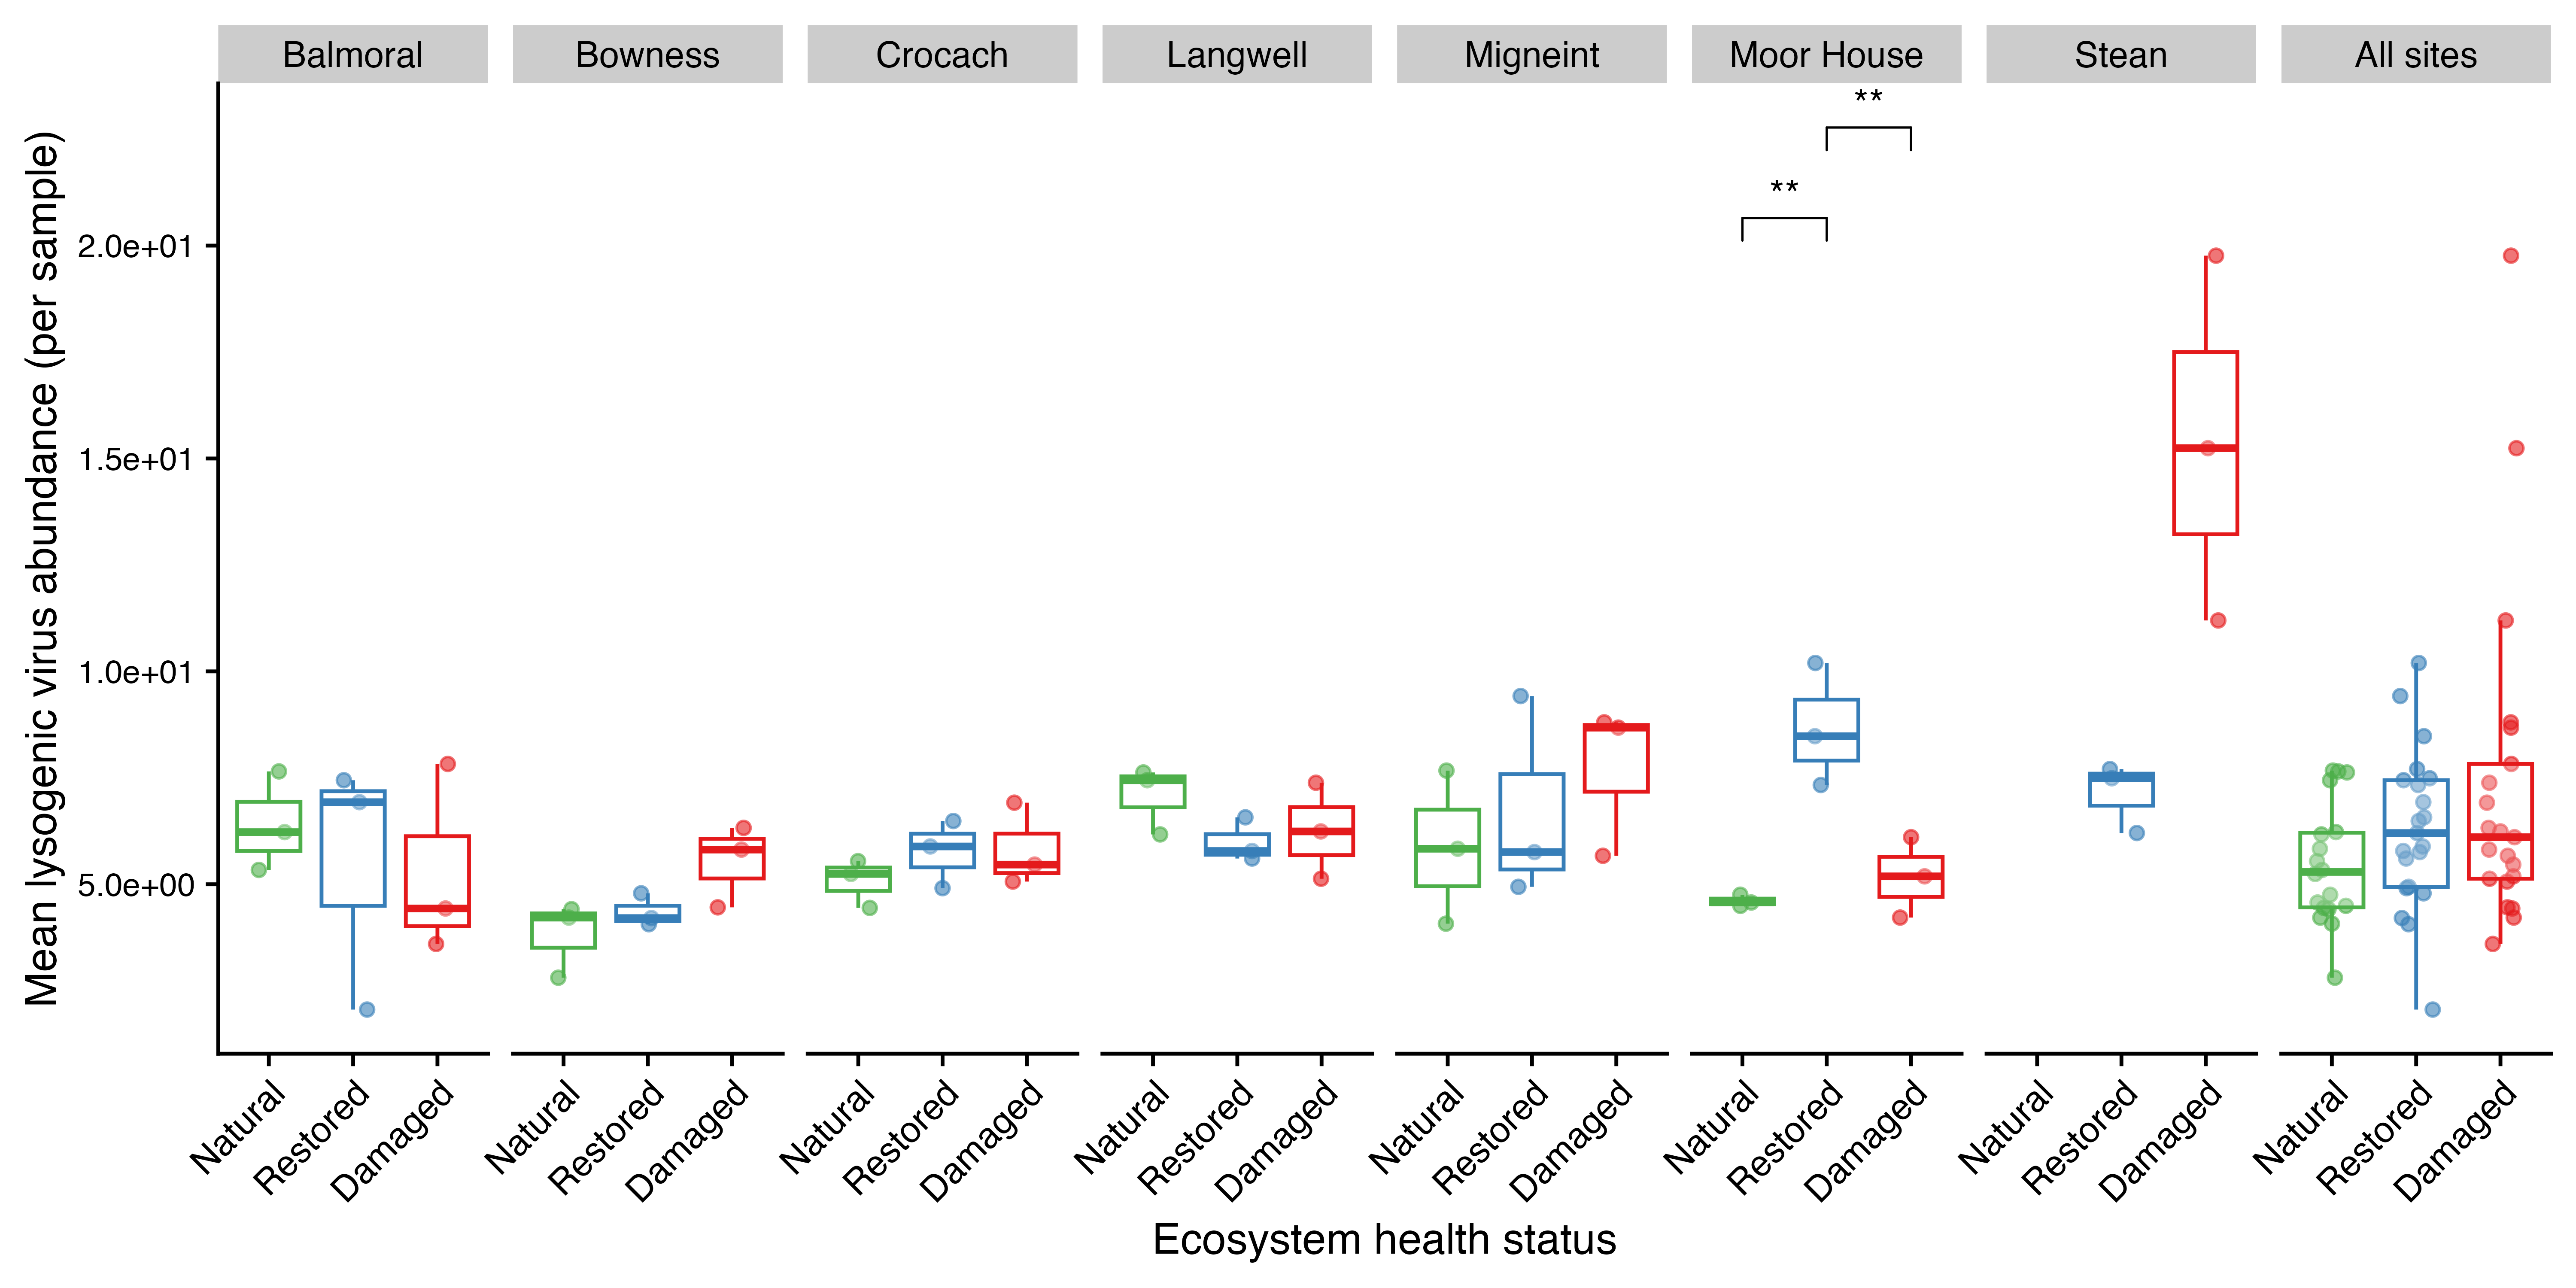 Balmoral Bowness Crocach Langwell Migneint Moor House Stean All sites
**
**
Mean lysogenic virus abundance (per sample)
2.0e+01
1.5e+01
1.0e+01
5.0e+00
Natural Restored Damaged Natural Restored Damaged Natural Restored Damaged Natural Restored Damaged Natural Restored Damaged Natural Restored Damaged Natural Restored Damaged Natural Restored Damaged
Ecosystem health status